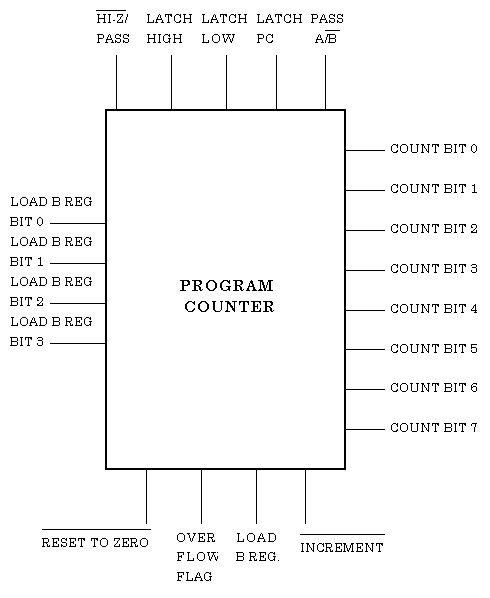 HI-Z/ LATCH LATCH LATCH PASS
PASS HIGH LOW PC A/B
COUNT BIT 0
COUNT BIT 1
LOAD B REG
BIT 0
COUNT BIT 2
LOAD B REG
BIT 1
COUNT BIT 3
LOAD B REG
BIT 2
PROGRAM
COUNTER
COUNT BIT 4
LOAD B REG
BIT 3
COUNT BIT 5
COUNT BIT 6
COUNT BIT 7
RESET TO ZERO
OVER
FLOW
FLAG
LOAD
B REG.
INCREMENT